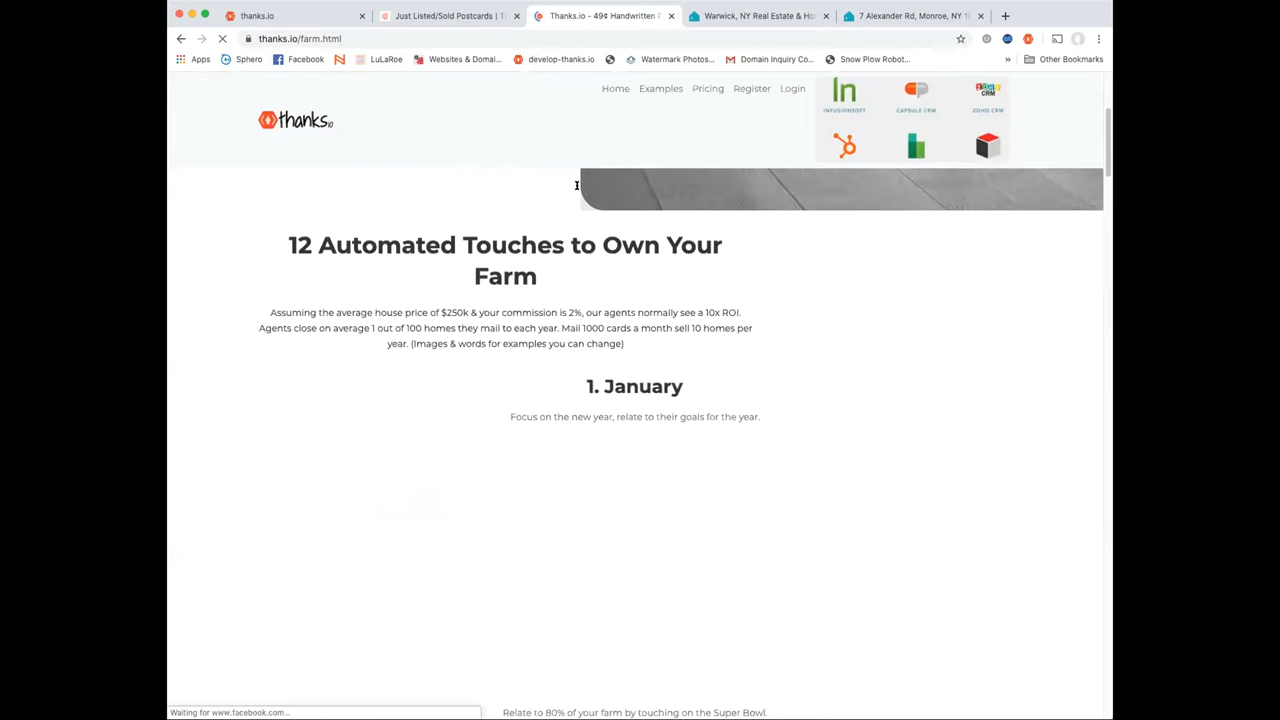 thanks.io
Just Listed/Sold Postcards | T
Thanks.io - 49¢ Handwritten P
Warwick, NY Real Estate & Ho
7 Alexander Rd, Monroe, NY 1
thanks.io/farm.html
Apps
Sphero
Facebook
LuLaRoe
Websites & Domai...
develop-thanks.io
Watermark Photos...
Domain Inquiry Co...
Snow Plow Robot...
»
Other Bookmarks
Home
Examples
Pricing
Register
Login
In
INFUSIONSOFT
CAPSULE CRM
ZOHO CRM
thanks.io
12 Automated Touches to Own Your
Farm
Assuming the average house price of $250k & your commission is 2%, our agents normally see a 10x ROI.
Agents close on average 1 out of 100 homes they mail to each year. Mail 1000 cards a month sell 10 homes per
year. (Images & words for examples you can change)
1. January
Focus on the new year, relate to their goals for the year.
Relate to 80% of your farm by touching on the Super Bowl.
Waiting for www.facebook.com...